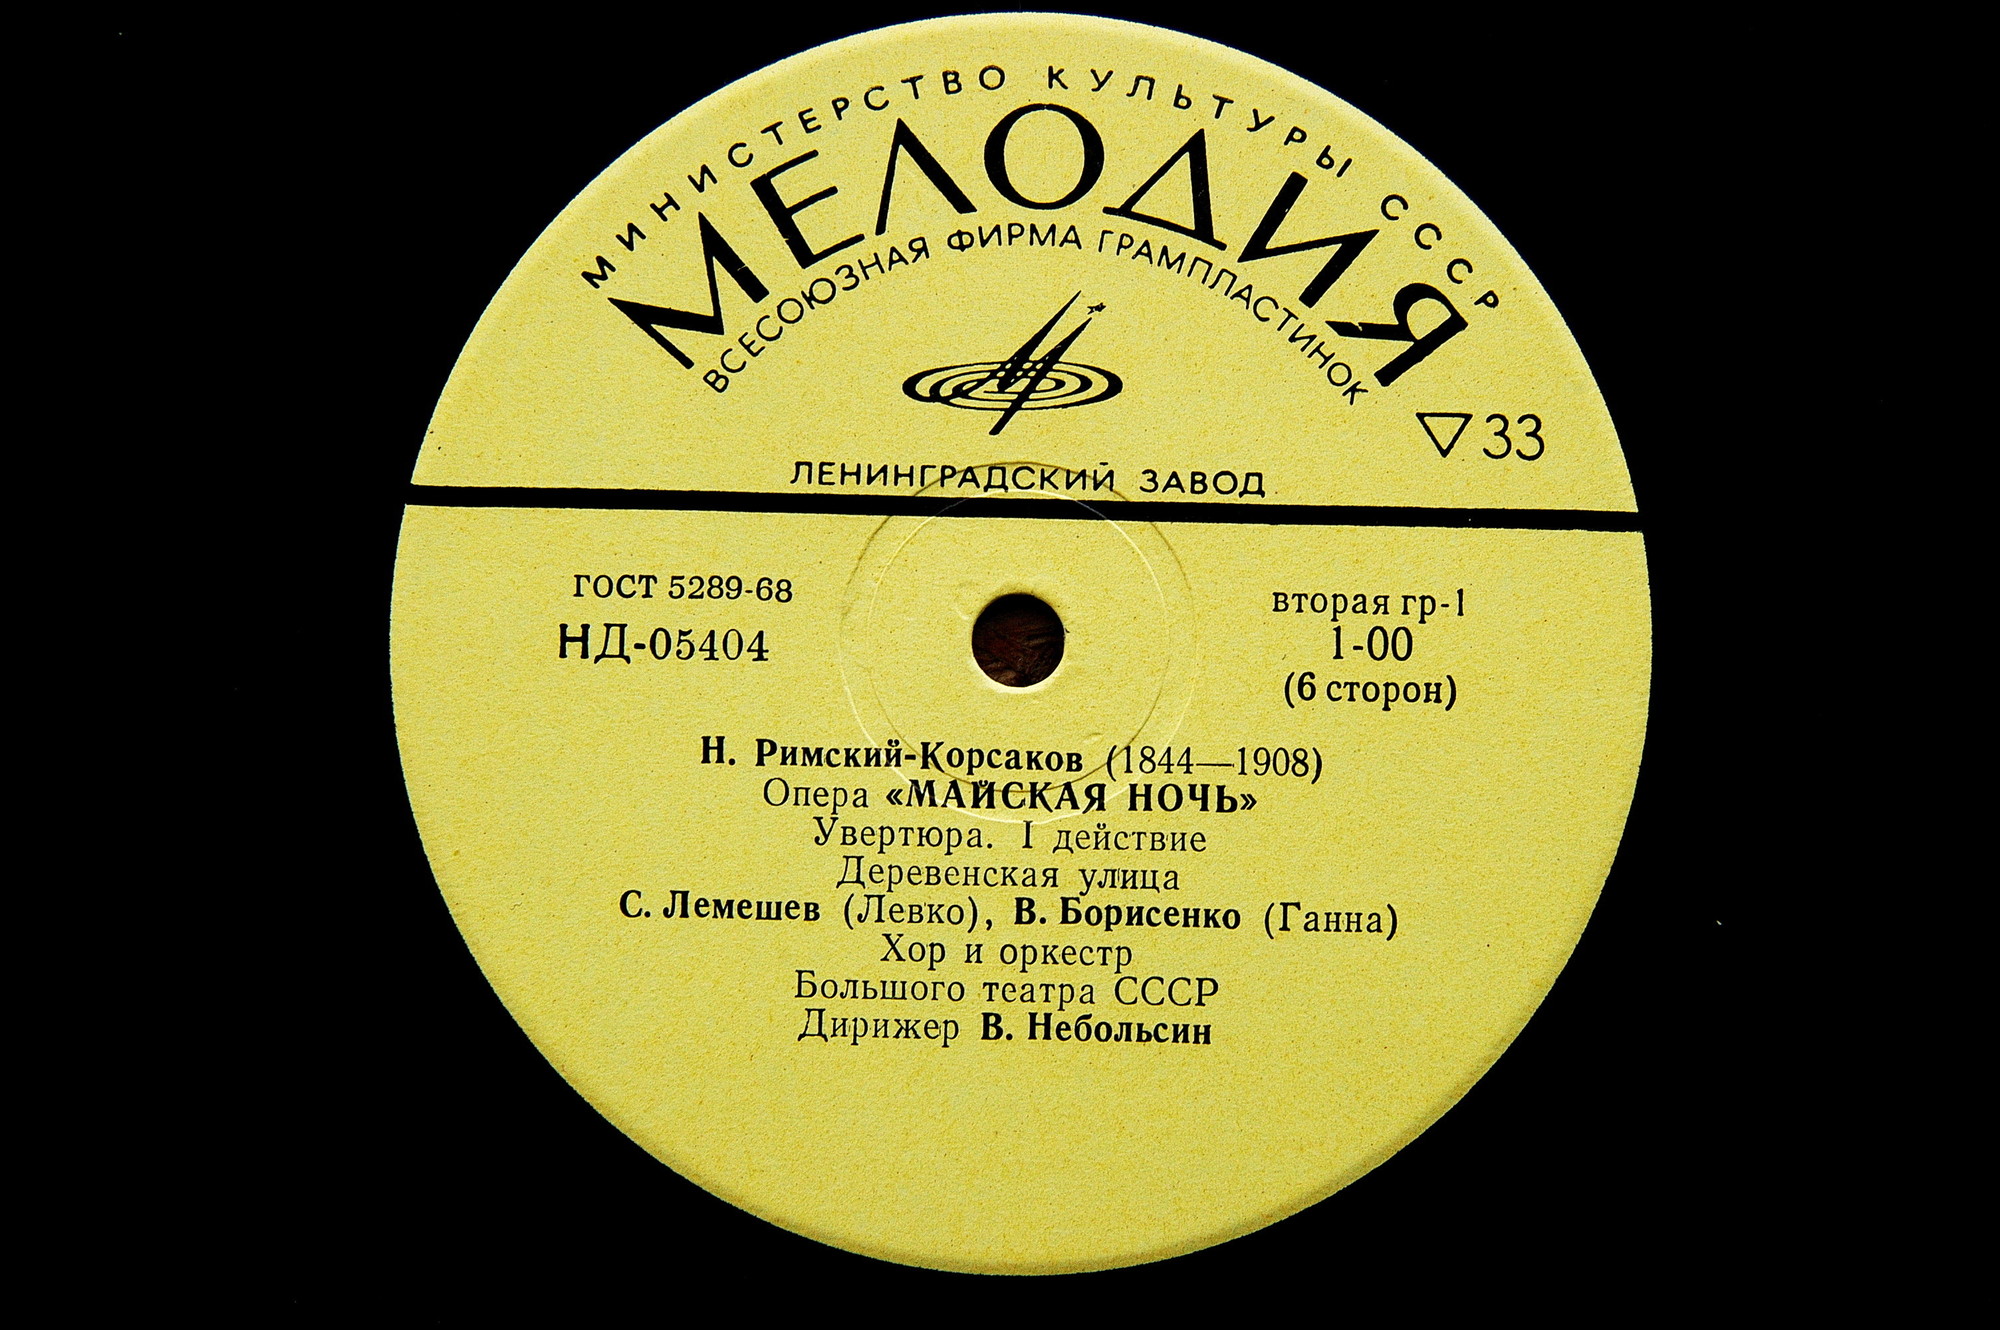 МИНИСТЕРСТВО КУЛЬТУРЫ СССР
МЕЛОДИЯ
ВСЕСОЮЗНАЯ ФИРМА ГРАМПЛАСТИНОК
33
ЛЕНИНГРАДСКИЙ ЗАВОД
ГОСТ 5289-68
НД-05404
вторая гр-1
1-00
(6 сторон)
Н. Римский-Корсаков (1844—1908)
Опера «МАЙСКАЯ НОЧЬ»
Увертюра. I действие
Деревенская улица
С. Лемешев (Левко), В. Борисенко (Ганна)
Хор и оркестр
Большого театра СССР
Дирижер В. Небольсин